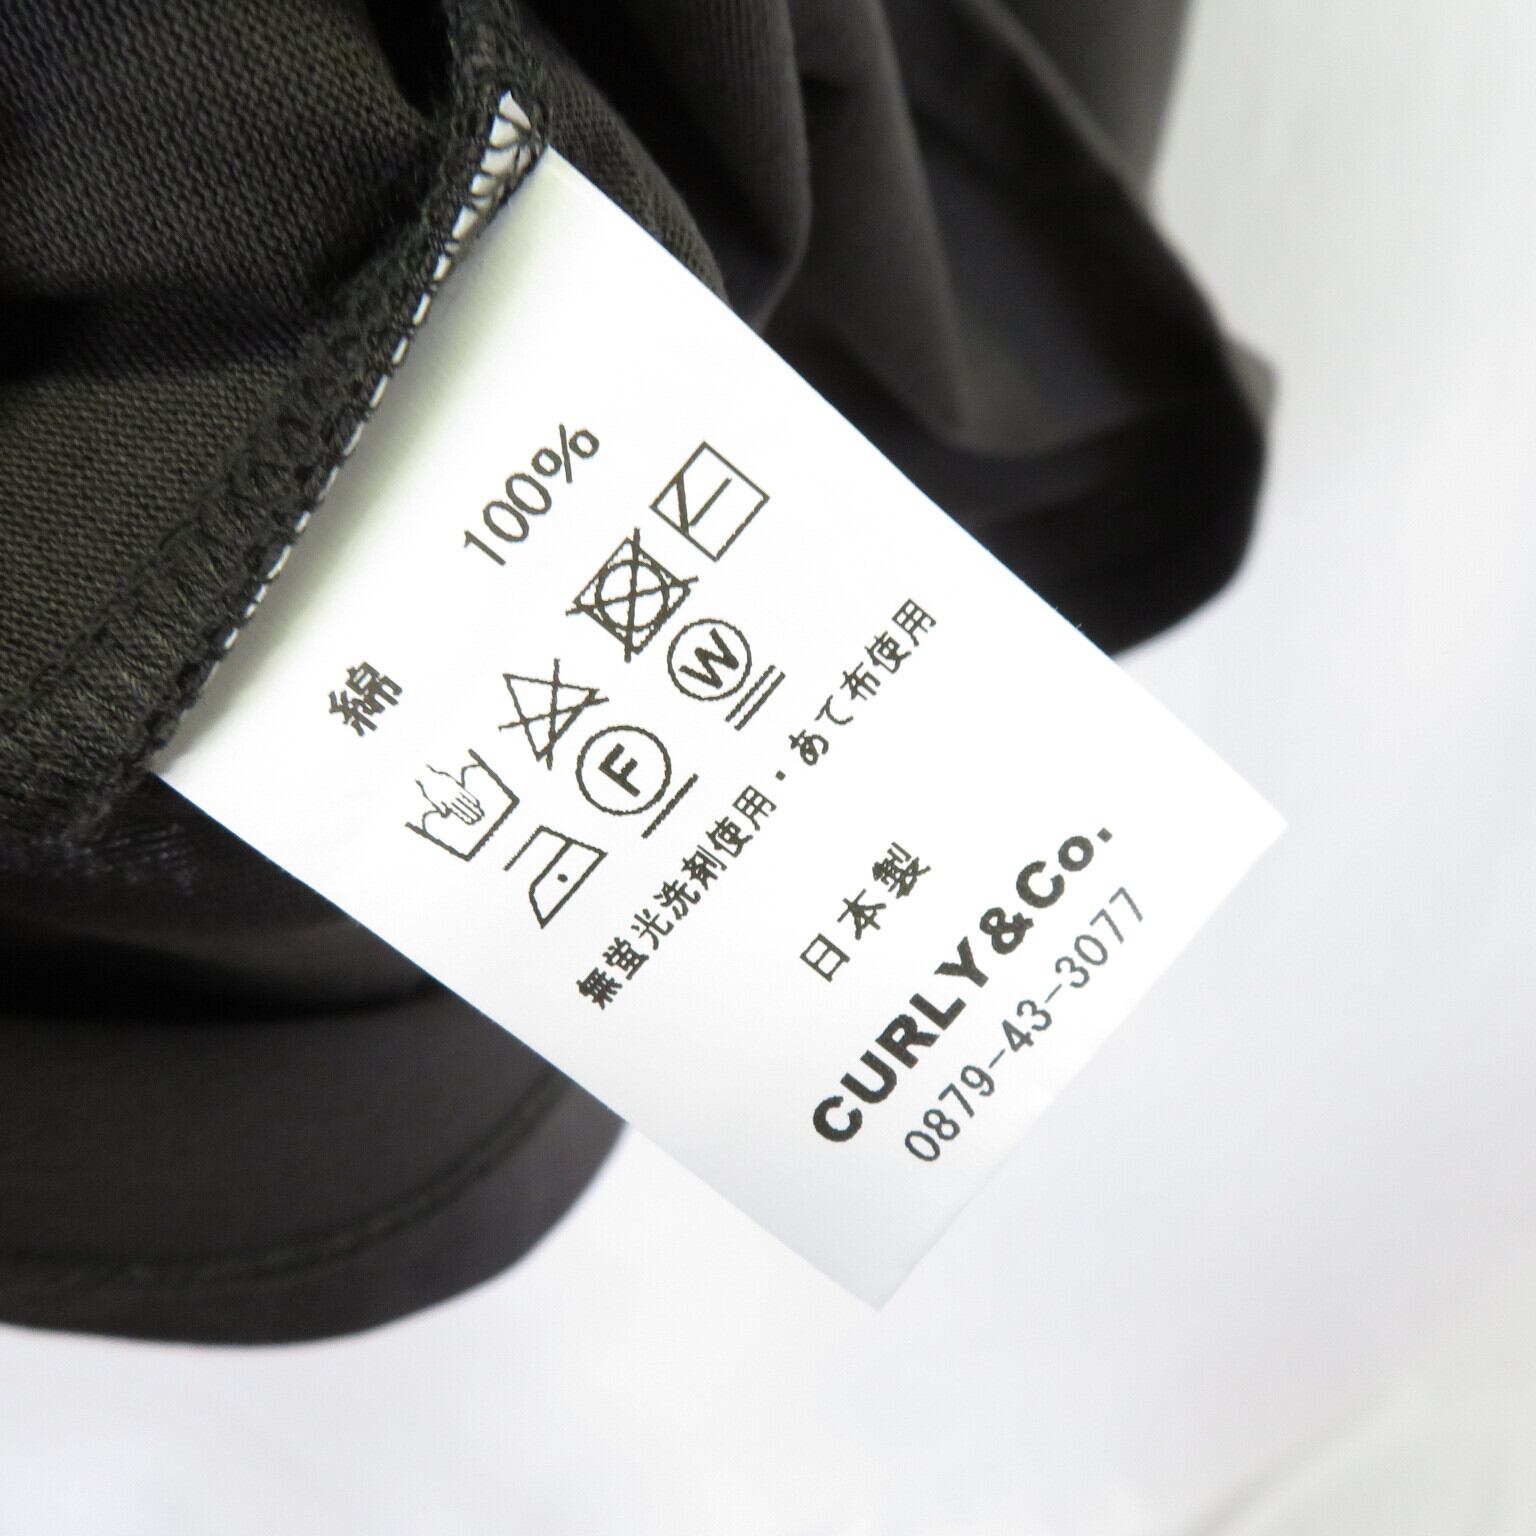 綿 100%
F W
無蛍光洗剤使用・あて布使用
日本製
CURLY&Co.
0879-43-3077